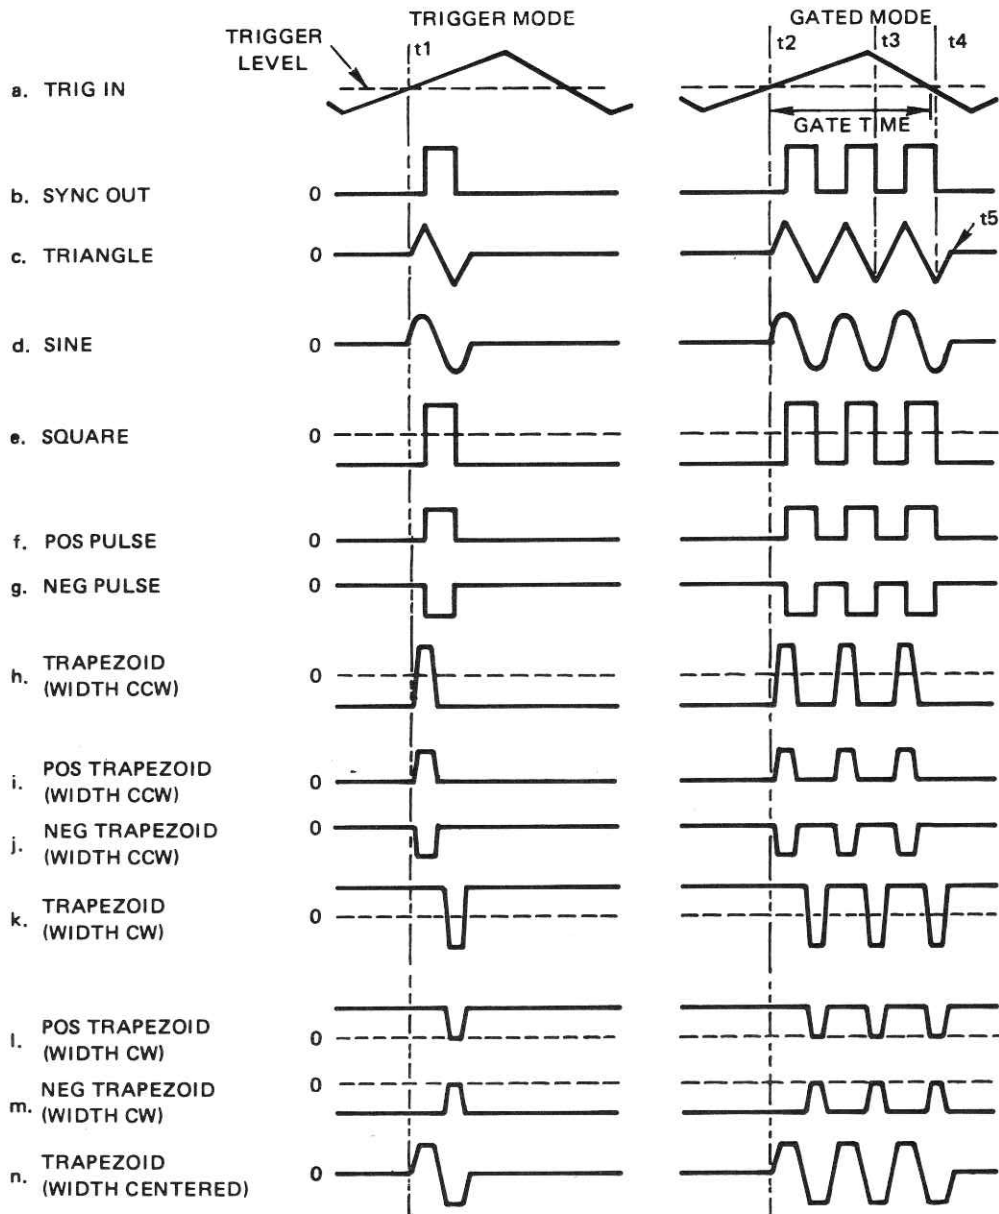 TRIGGER MODE
GATED MODE
TRIGGER
LEVEL
t1
t2
t3
t4
a. TRIG IN
GATE TIME
b. SYNC OUT
0
t5
c. TRIANGLE
0
d. SINE
0
e. SQUARE
0
f. POS PULSE
0
g. NEG PULSE
0
h. TRAPEZOID
(WIDTH CCW)
0
i. POS TRAPEZOID
(WIDTH CCW)
0
j. NEG TRAPEZOID
(WIDTH CCW)
0
k. TRAPEZOID
(WIDTH CW)
0
l. POS TRAPEZOID
(WIDTH CW)
0
m. NEG TRAPEZOID
(WIDTH CW)
0
n. TRAPEZOID
(WIDTH CENTERED)
0